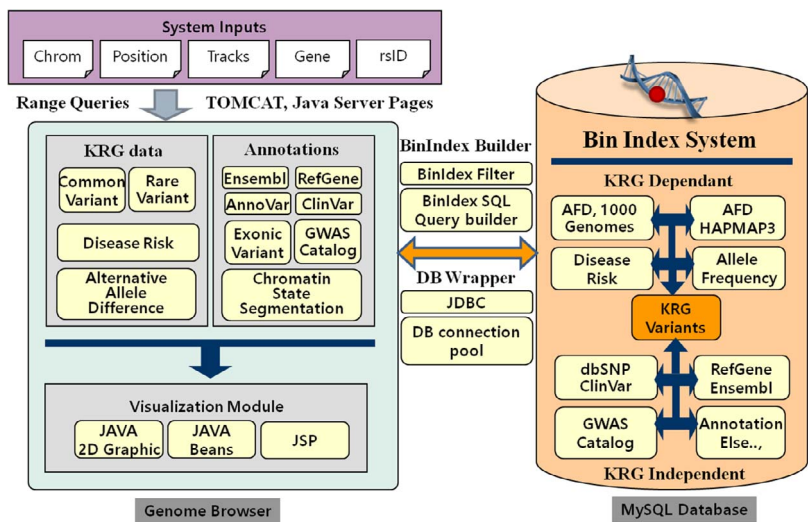 System Inputs
Chrom
Position
Tracks
Gene
rsID
Range Queries
TOMCAT, Java Server Pages
KRG data
Common
Variant
Rare
Variant
Disease Risk
Alternative
Allele
Difference
Annotations
Ensembl
RefGene
AnnoVar
ClinVar
Exonic
Variant
GWAS
Catalog
Chromatin
State
Segmentation
Visualization Module
JAVA
2D Graphic
JAVA
Beans
JSP
Genome Browser
BinIndex Builder
BinIdex Filter
BinIdex SQL
Query builder
DB Wrapper
JDBC
DB connection
pool
Bin Index System
KRG Dependant
AFD, 1000
Genomes
AFD
HAPMAP3
Disease
Risk
Allele
Frequency
KRG
Variants
dbSNP
ClinVar
RefGene
Ensembl
GWAS
Catalog
Annotation
Else..,
KRG Independent
MySQL Database